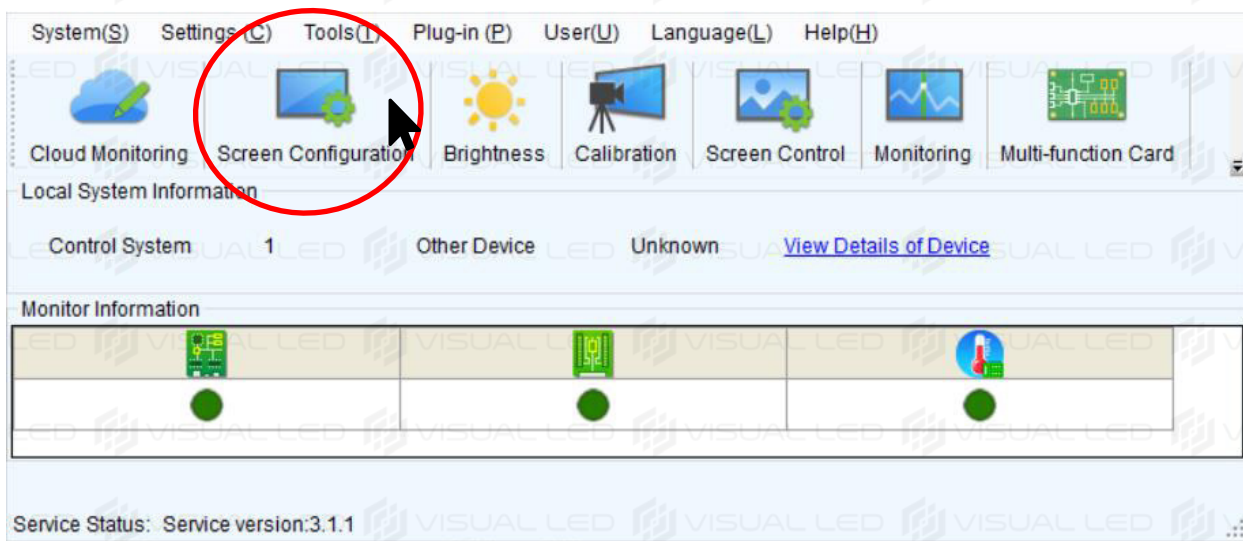 System(S) Settings (C) Tools(T) Plug-in (P) User(U) Language(L) Help(H)
Cloud Monitoring Screen Configuration Brightness Calibration Screen Control Monitoring Multi-function Card
Local System Information
Control System 1 Other Device Unknown View Details of Device
Monitor Information
Service Status: Service version:3.1.1
VISUAL LED